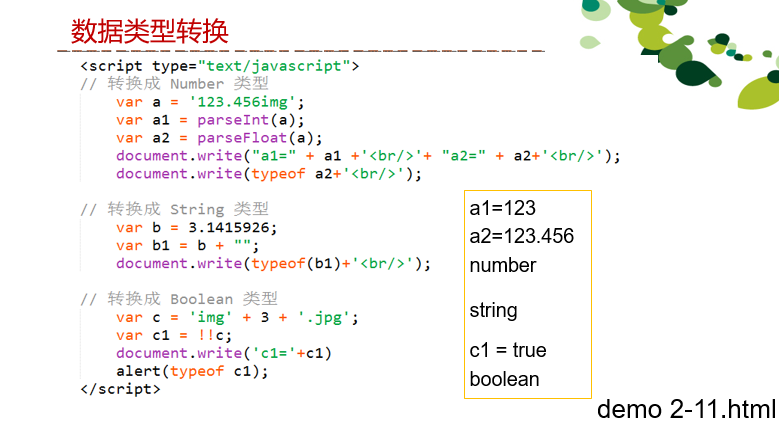 数据类型转换
<script type="text/javascript">
// 转换成 Number 类型
var a = '123.456img';
var a1 = parseInt(a);
var a2 = parseFloat(a);
document.write("a1=" + a1 +'<br/>'+ "a2=" + a2+'<br/>');
document.write(typeof a2+'<br/>');
// 转换成 String 类型
var b = 3.1415926;
var b1 = b + "";
document.write(typeof(b1)+'<br/>');
// 转换成 Boolean 类型
var c = 'img' + 3 + '.jpg';
var c1 = !!c;
document.write('c1='+c1)
alert(typeof c1);
</script>
a1=123
a2=123.456
number
string
c1 = true
boolean
demo 2-11.html